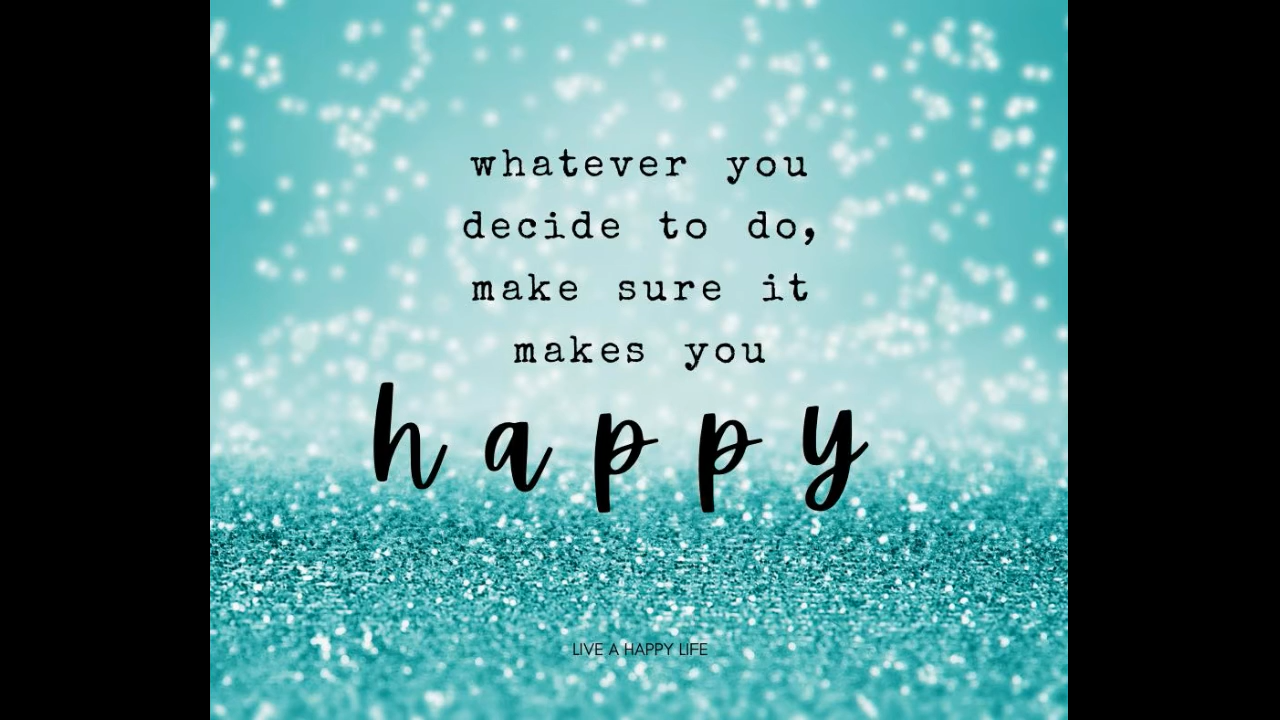 whatever you
decide to do,
make sure it
makes you
happy
LIVE A HAPPY LIFE